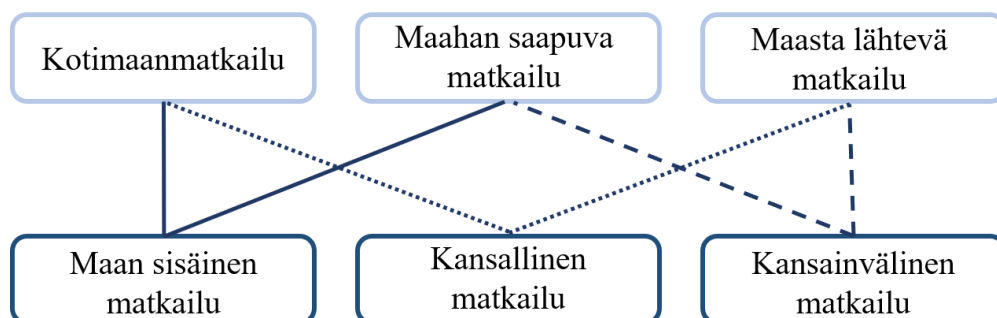 Kotimaanmatkailu
Maahan saapuva
matkailu
Maasta lähtevä
matkailu
Maan sisäinen
matkailu
Kansallinen
matkailu
Kansainvälinen
matkailu